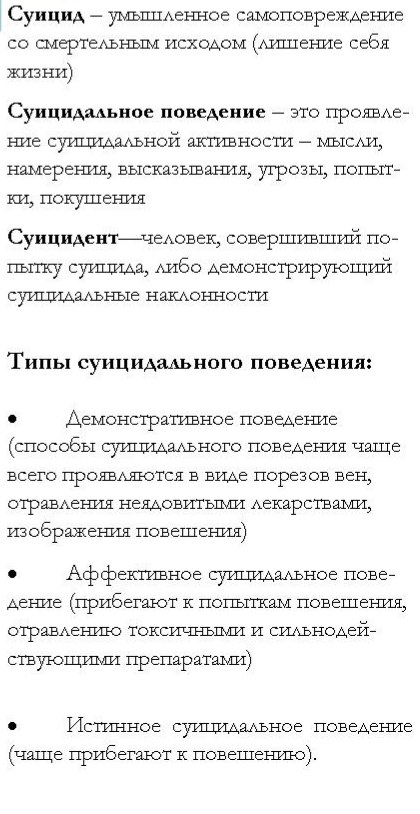 Суицид – умышленное самоповреждение
со смертельным исходом (лишение себя
жизни)
Суицидальное поведение – это проявле-
ние суицидальной активности – мысли,
намерения, высказывания, угрозы, попыт-
ки, покушения
Суицидент—человек, совершивший по-
пытку суицида, либо демонстрирующий
суицидальные наклонности
Типы суицидального поведения:
• Демонстративное поведение
(способы суицидального поведения чаще
всего проявляются в виде порезов вен,
отравления неядовитыми лекарствами,
изображения повешения)
• Аффективное суицидальное пове-
дение (прибегают к попыткам повешения,
отравлению токсичными и сильнодей-
ствующими препаратами)
• Истинное суицидальное поведение
(чаще прибегают к повешению).